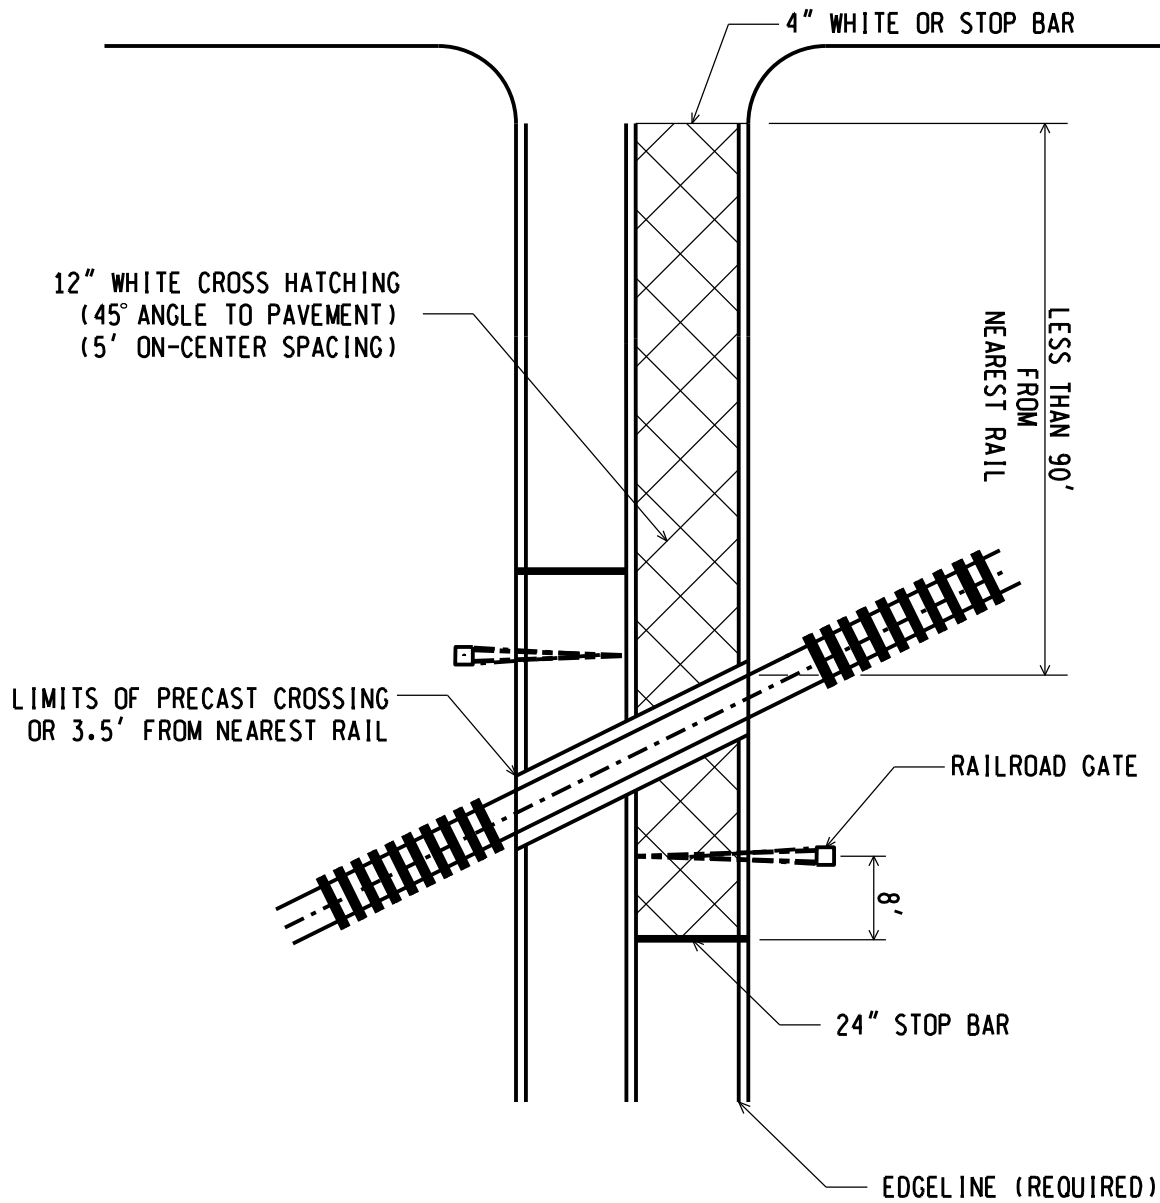 4" WHITE OR STOP BAR
12" WHITE CROSS HATCHING
(45° ANGLE TO PAVEMENT)
(5' ON-CENTER SPACING)
LESS THAN 90'
FROM
NEAREST RAIL
LIMITS OF PRECAST CROSSING
OR 3.5' FROM NEAREST RAIL
RAILROAD GATE
8'
24" STOP BAR
EDGELINE (REQUIRED)